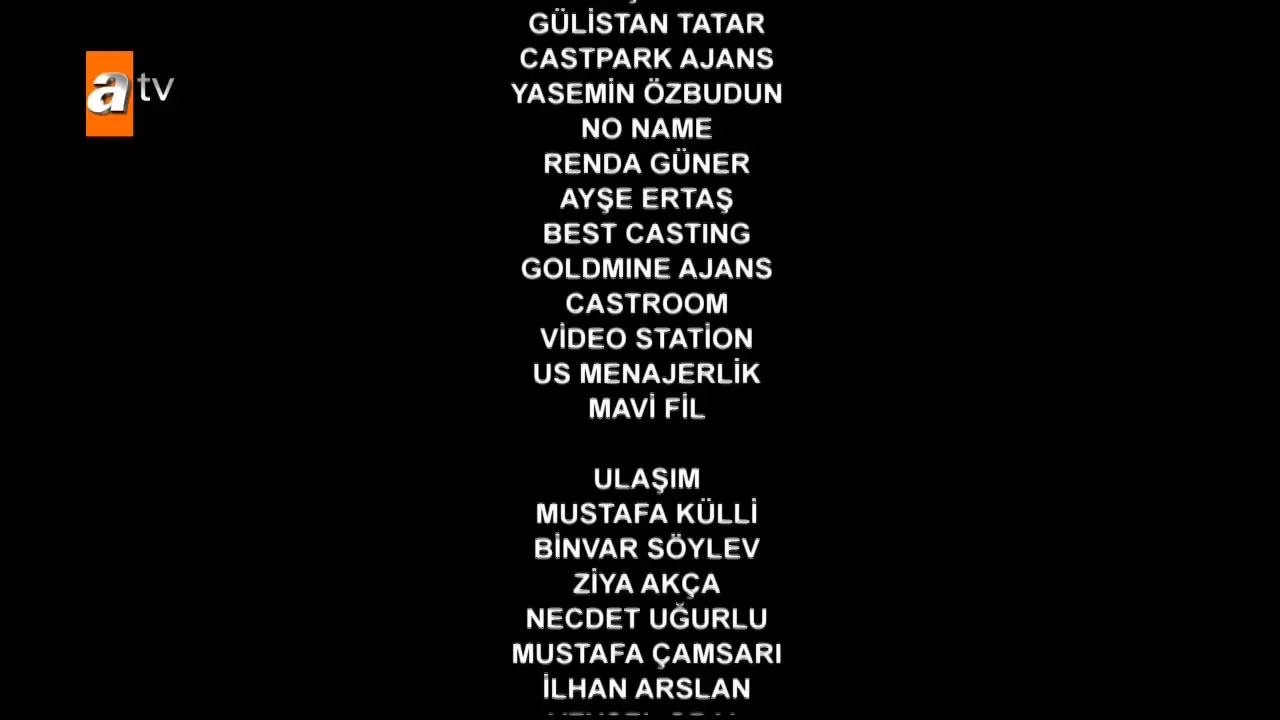 atv
GÜLİSTAN TATAR
CASTPARK AJANS
YASEMİN ÖZBUDUN
NO NAME
RENDA GÜNER
AYŞE ERTAŞ
BEST CASTING
GOLDMINE AJANS
CASTROOM
VİDEO STATİON
US MENAJERLİK
MAVİ FİL
ULAŞIM
MUSTAFA KÜLLİ
BİNVAR SÖYLEV
ZİYA AKÇA
NECDET UĞURLU
MUSTAFA ÇAMSARI
İLHAN ARSLAN